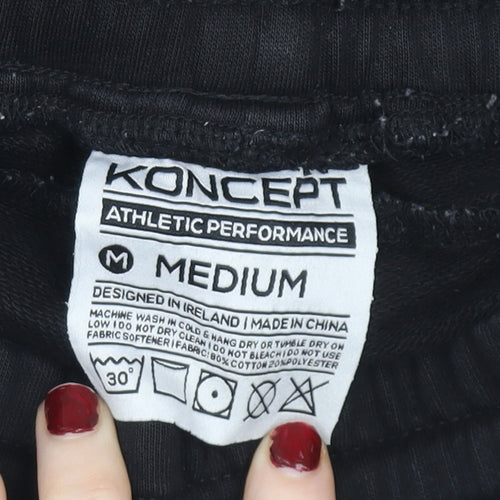 KONCEPT
ATHLETIC PERFORMANCE
M MEDIUM
DESIGNED IN IRELAND | MADE IN CHINA
MACHINE WASH IN COLD & HANG DRY OR TUMBLE DRY ON
LOW | DO NOT DRY CLEAN | DO NOT BLEACH | DO NOT USE
FABRIC SOFTENER | FABRIC: 80% COTTON 20% POLYESTER
30°